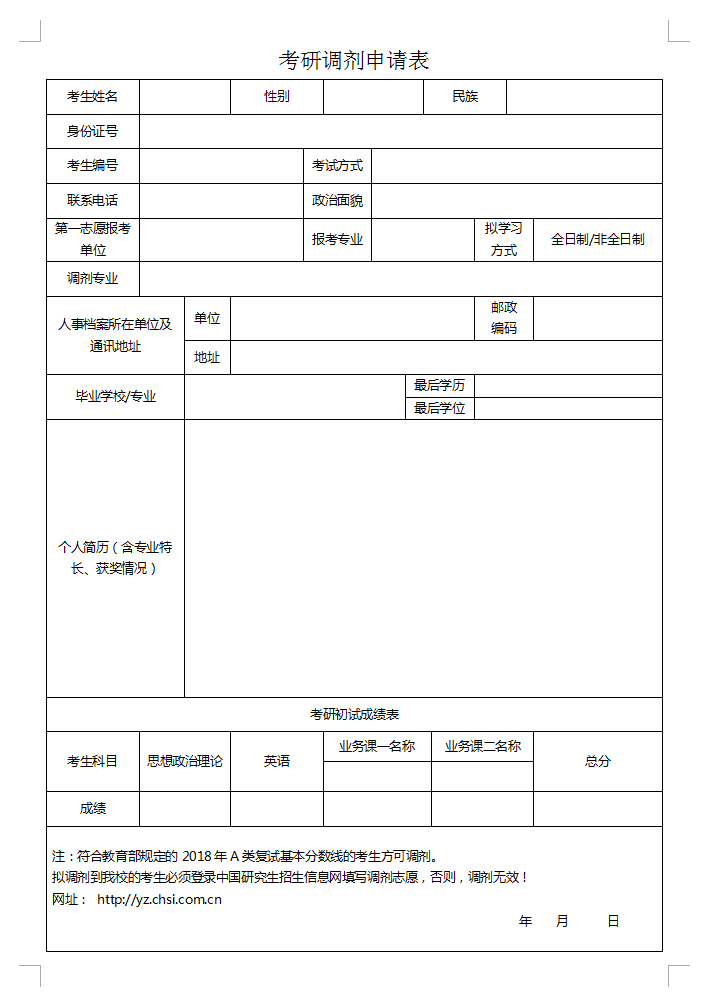 考研调剂申请表
考生姓名 性别 民族
身份证号
考生编号 考试方式
联系电话 政治面貌
第一志愿报考
单位
报考专业
拟学习
方式
全日制/非全日制
调剂专业
人事档案所在单位及
通讯地址
单位
邮政
编码
地址
毕业学校/专业
最后学历
最后学位
个人简历（含专业特
长、获奖情况）
考研初试成绩表
考生科目 思想政治理论 英语 业务课一名称 业务课二名称 总分
成绩
注：符合教育部规定的 2018 年 A 类复试基本分数线的考生方可调剂。
拟调剂到我校的考生必须登录中国研究生招生信息网填写调剂志愿，否则，调剂无效！
网址： http://yz.chsi.com.cn
年 月 日